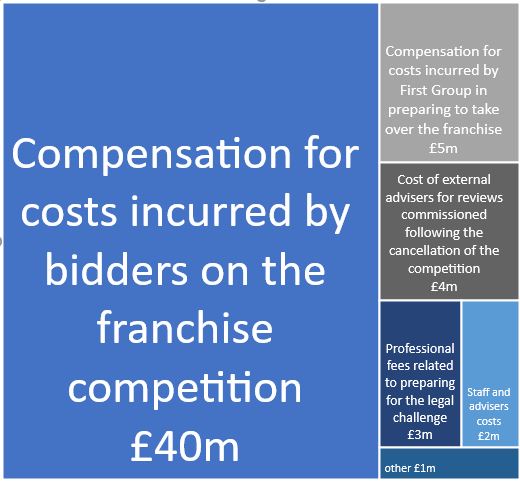 Compensation for
costs incurred by
bidders on the
franchise
competition
£40m
Compensation for
costs incurred by
First Group in
preparing to take
over the franchise
£5m
Cost of external
advisers for reviews
commissioned
following the
cancellation of the
competition
£4m
Professional
fees related
to preparing
for the legal
challenge
£3m
Staff and
advisers
costs
£2m
other £1m